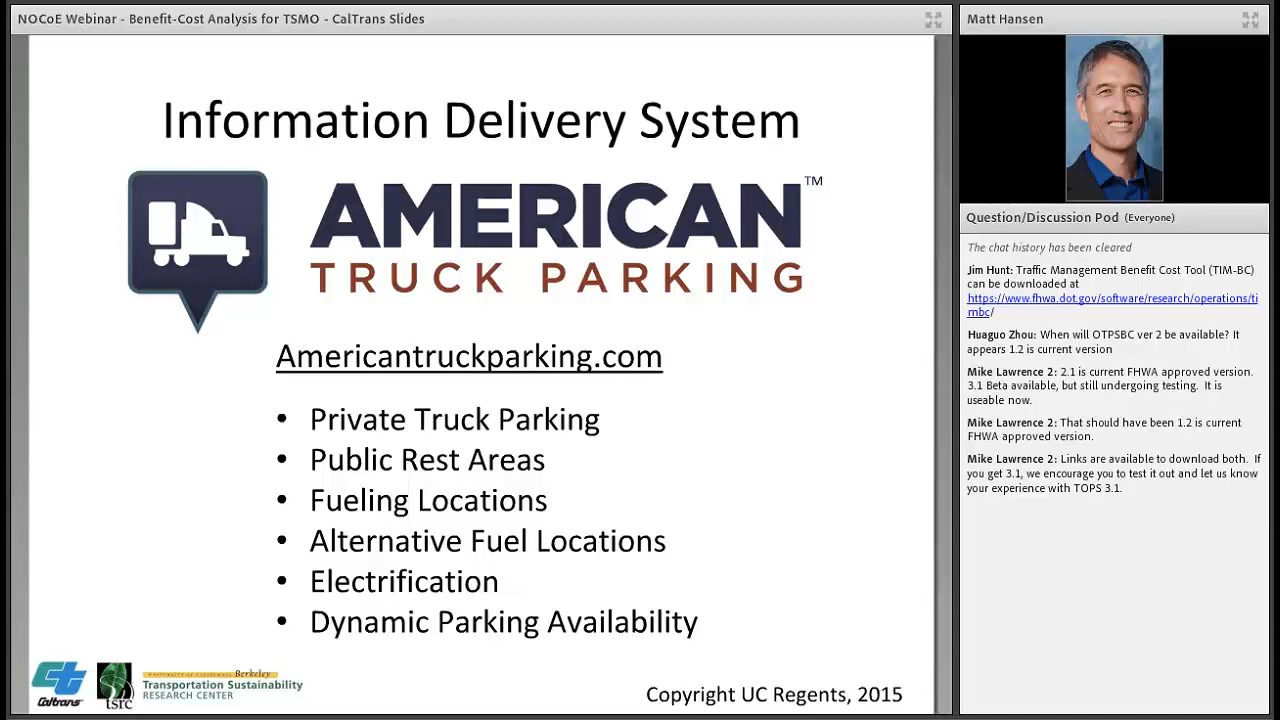 NOCoE Webinar - Benefit-Cost Analysis for TSMO - CalTrans Slides
Information Delivery System
AMERICAN™
TRUCK PARKING
Americantruckparking.com
• Private Truck Parking
• Public Rest Areas
• Fueling Locations
• Alternative Fuel Locations
• Electrification
• Dynamic Parking Availability
Caltrans
tsrc
UNIVERSITY OF CALIFORNIA Berkeley
Transportation Sustainability
RESEARCH CENTER
Copyright UC Regents, 2015
Matt Hansen
Question/Discussion Pod (Everyone)
The chat history has been cleared
Jim Hunt: Traffic Management Benefit Cost Tool (TIM-BC)
can be downloaded at
https://www.fhwa.dot.gov/software/research/operations/ti
mbc/
Huaguo Zhou: When will OTPSBC ver 2 be available? It
appears 1.2 is current version
Mike Lawrence 2: 2.1 is current FHWA approved version.
3.1 Beta available, but still undergoing testing. It is
useable now.
Mike Lawrence 2: That should have been 1.2 is current
FHWA approved version.
Mike Lawrence 2: Links are available to download both. If
you get 3.1, we encourage you to test it out and let us know
your experience with TOPS 3.1.